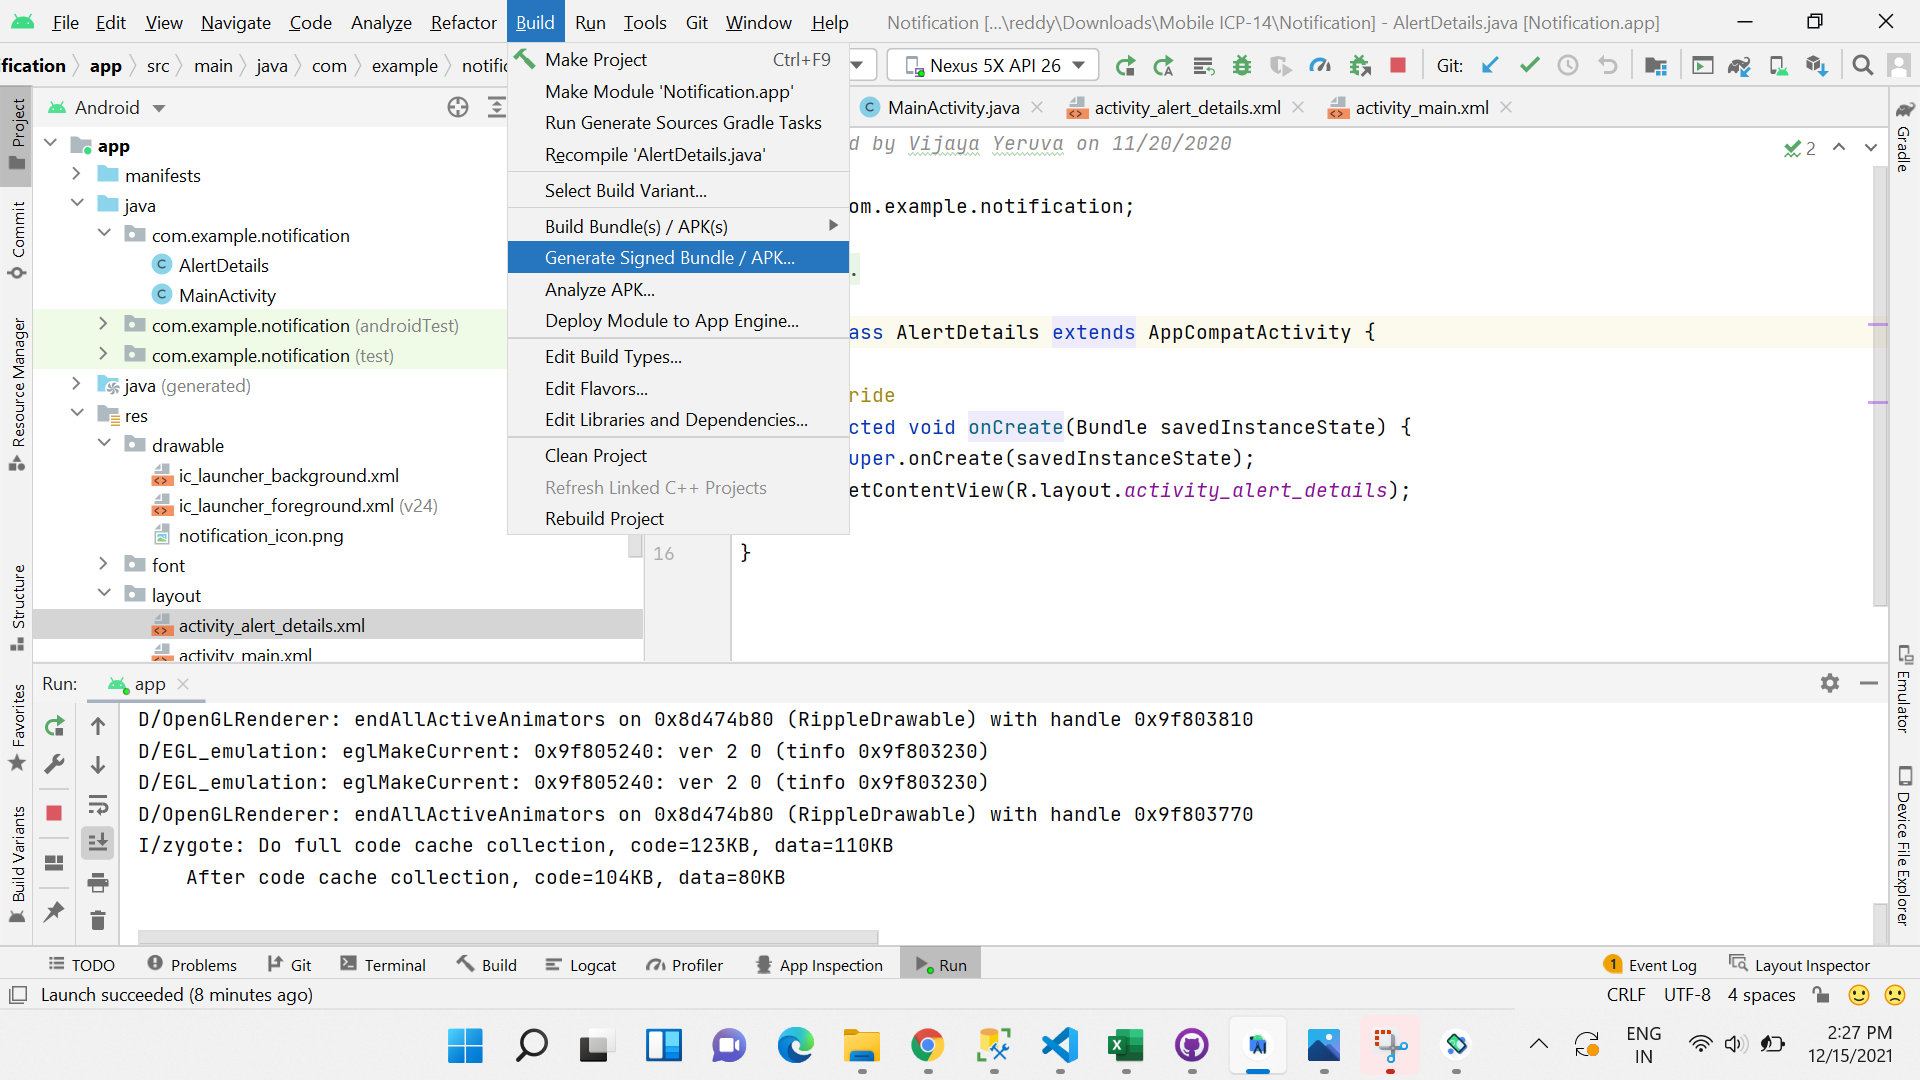 File Edit View Navigate Code Analyze Refactor Build Run Tools Git Window Help Notification [...\reddy\Downloads\Mobile ICP-14\Notification] - AlertDetails.java [Notification.app]
fication app src main java com example notific Nexus 5X API 26 Git:
Make Project Ctrl+F9
Make Module 'Notification.app'
Run Generate Sources Gradle Tasks
Recompile 'AlertDetails.java'
Select Build Variant...
Build Bundle(s) / APK(s)
Generate Signed Bundle / APK...
Analyze APK...
Deploy Module to App Engine...
Edit Build Types...
Edit Flavors...
Edit Libraries and Dependencies...
Clean Project
Refresh Linked C++ Projects
Rebuild Project
Project
Commit
Resource Manager
Structure
Favorites
Build Variants
Android
app
manifests
java
com.example.notification
AlertDetails
MainActivity
com.example.notification (androidTest)
com.example.notification (test)
java (generated)
res
drawable
ic_launcher_background.xml
ic_launcher_foreground.xml (v24)
notification_icon.png
font
layout
activity_alert_details.xml
activity_main.xml
MainActivity.java activity_alert_details.xml activity_main.xml
d by Vijaya Yeruva on 11/20/2020
2
om.example.notification;
.
ass AlertDetails extends AppCompatActivity {
ride
cted void onCreate(Bundle savedInstanceState) {
uper.onCreate(savedInstanceState);
etContentView(R.layout.activity_alert_details);
16 }
Gradle
Emulator
Device File Explorer
Run: app
D/OpenGLRenderer: endAllActiveAnimators on 0x8d474b80 (RippleDrawable) with handle 0x9f803810
D/EGL_emulation: eglMakeCurrent: 0x9f805240: ver 2 0 (tinfo 0x9f803230)
D/EGL_emulation: eglMakeCurrent: 0x9f805240: ver 2 0 (tinfo 0x9f803230)
D/OpenGLRenderer: endAllActiveAnimators on 0x8d474b80 (RippleDrawable) with handle 0x9f803770
I/zygote: Do full code cache collection, code=123KB, data=110KB
After code cache collection, code=104KB, data=80KB
TODO Problems Git Terminal Build Logcat Profiler App Inspection Run 1 Event Log Layout Inspector
Launch succeeded (8 minutes ago) CRLF UTF-8 4 spaces
ENG
IN
2:27 PM
12/15/2021